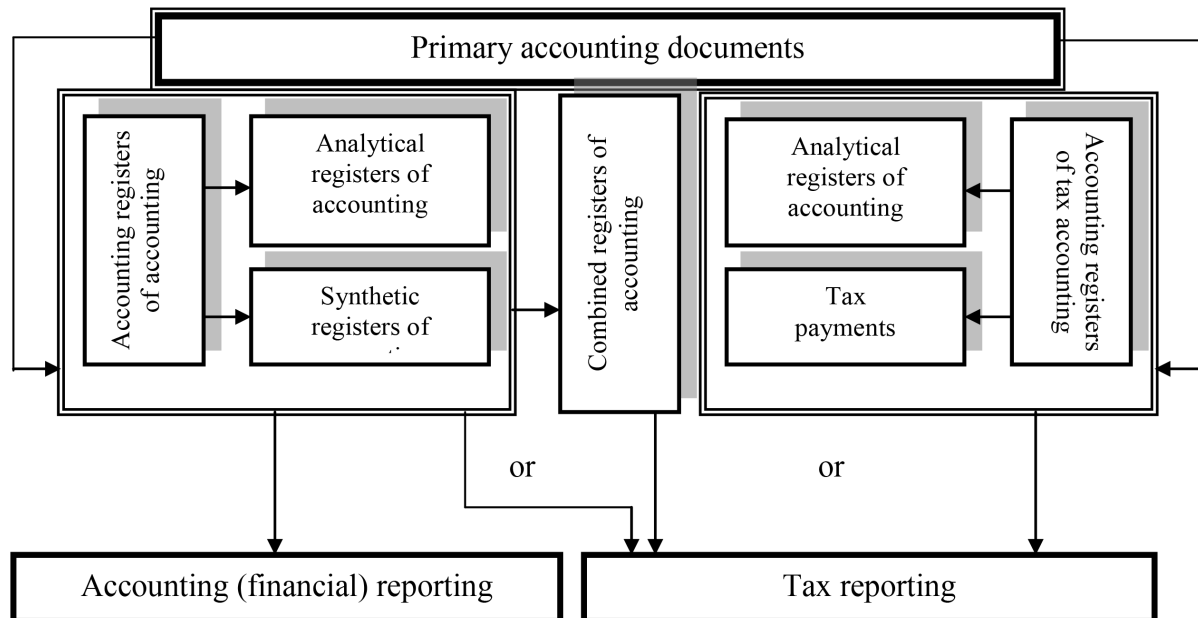 Primary accounting documents
Accounting registers
of accounting
Analytical
registers of
accounting
Synthetic
registers of
Combined registers of
accounting
Analytical
registers of
accounting
Tax
payments
Accounting registers
of tax accounting
or
or
Accounting (financial) reporting
Tax reporting